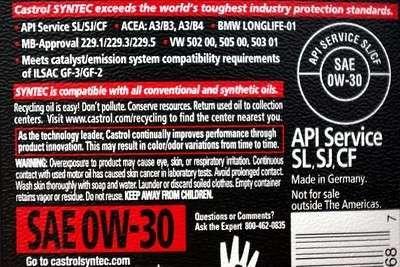 Castrol SYNTEC exceeds the world's toughest industry protection standards.
• API Service SL/SJ/CF • ACEA: A3/B3, A3/B4 • BMW LONGLIFE-01
• MB-Approval 229.1/229.3/229.5 • VW 502 00, 505 00, 503 01
• Meets catalyst/emission system compatibility requirements
of ILSAC GF-3/GF-2
SYNTEC is compatible with all conventional and synthetic oils.
Recycling oil is easy! Don't pollute. Conserve resources. Return used oil to collection
centers. Visit www.castrol.com/recycling to find the center nearest you.
As the technology leader, Castrol continually improves performance through
product innovation. This may result in color/odor variations from time to time.
WARNING: Overexposure to product may cause eye, skin, or respiratory irritation. Continuous
contact with used motor oil has caused skin cancer in laboratory tests. Avoid prolonged contact.
Wash skin thoroughly with soap and water. Launder or discard soiled clothes. Empty container
retains vapor or residue. Do not reuse. KEEP AWAY FROM CHILDREN.
SAE 0W-30
Questions or Comments?
Ask the Expert 800-462-0835
Go to castrolsyntec.com
API SERVICE SL/CF
SAE
0W-30
API Service
SL, SJ, CF
Made in Germany.
Not for sale
outside The Americas.
68 7